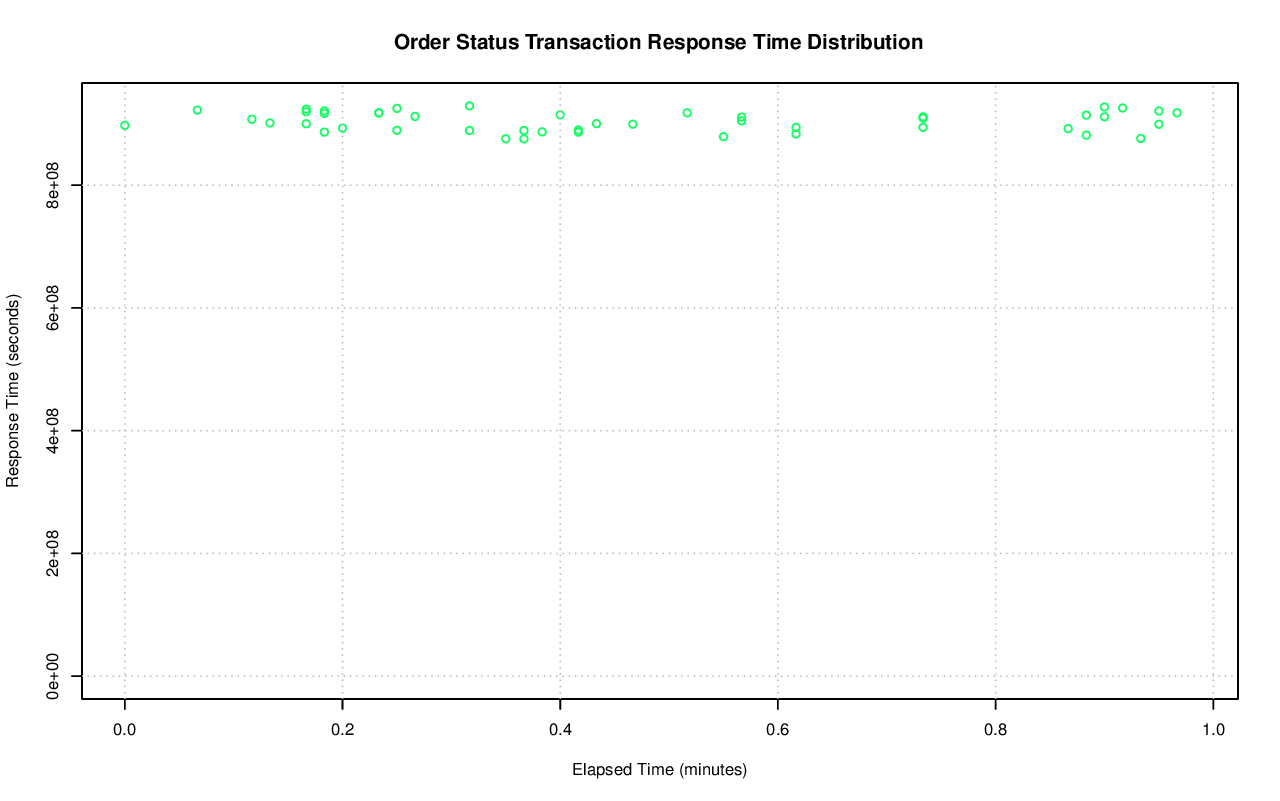 Order Status Transaction Response Time Distribution
Response Time (seconds)
8e+08
6e+08
4e+08
2e+08
0e+00
0.0 0.2 0.4 0.6 0.8 1.0
Elapsed Time (minutes)